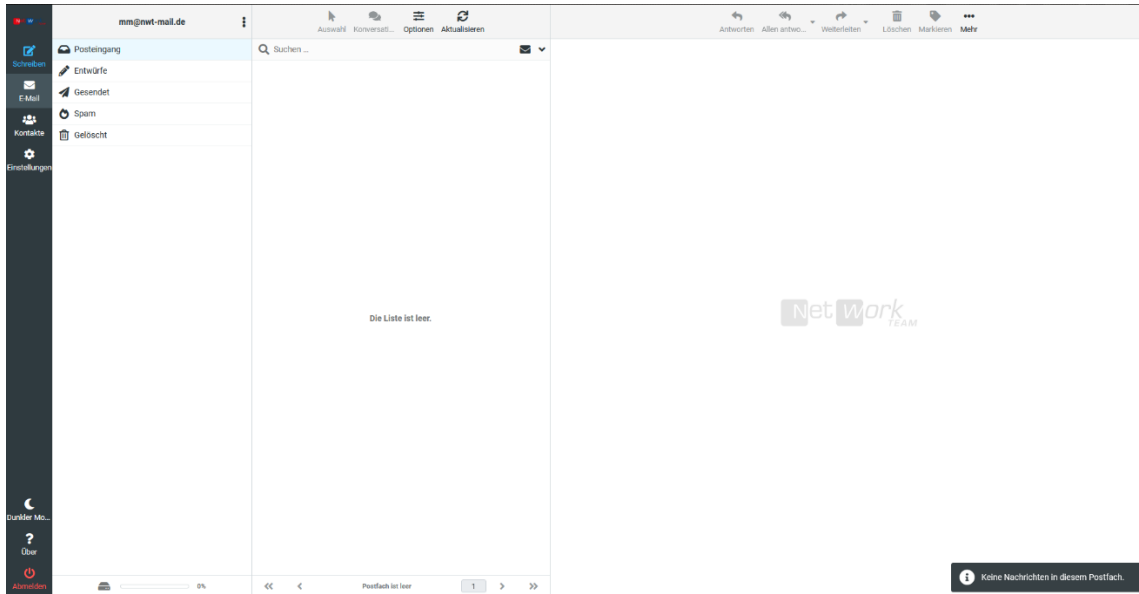 mm@nwt-mail.de
Schreiben
E-Mail
Kontakte
Einstellungen
Dunkler Mo...
Über
Abmelden
Posteingang
Entwürfe
Gesendet
Spam
Gelöscht
0%
Auswahl Konversati... Optionen Aktualisieren
Suchen ...
Die Liste ist leer.
Postfach ist leer 1
Antworten Allen antwo... Weiterleiten Löschen Markieren Mehr
Net Work
TEAM
Keine Nachrichten in diesem Postfach.